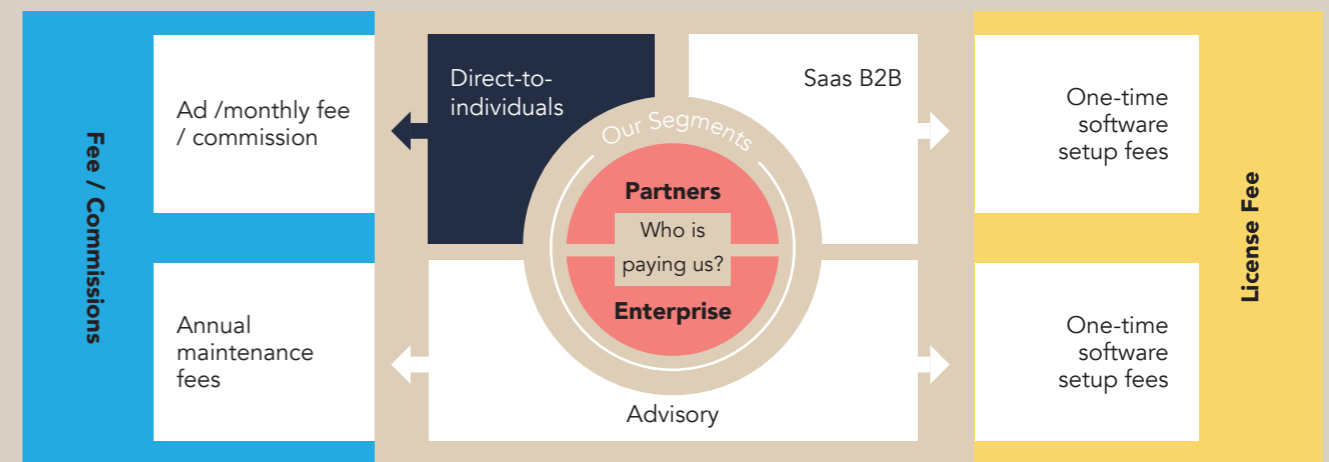 Fee / Commissions
Ad /monthly fee
/ commission
Annual
maintenance
fees
Direct-to-
individuals
Saas B2B
Our Segments
Partners
Who is
paying us?
Enterprise
Advisory
One-time
software
setup fees
One-time
software
setup fees
License Fee